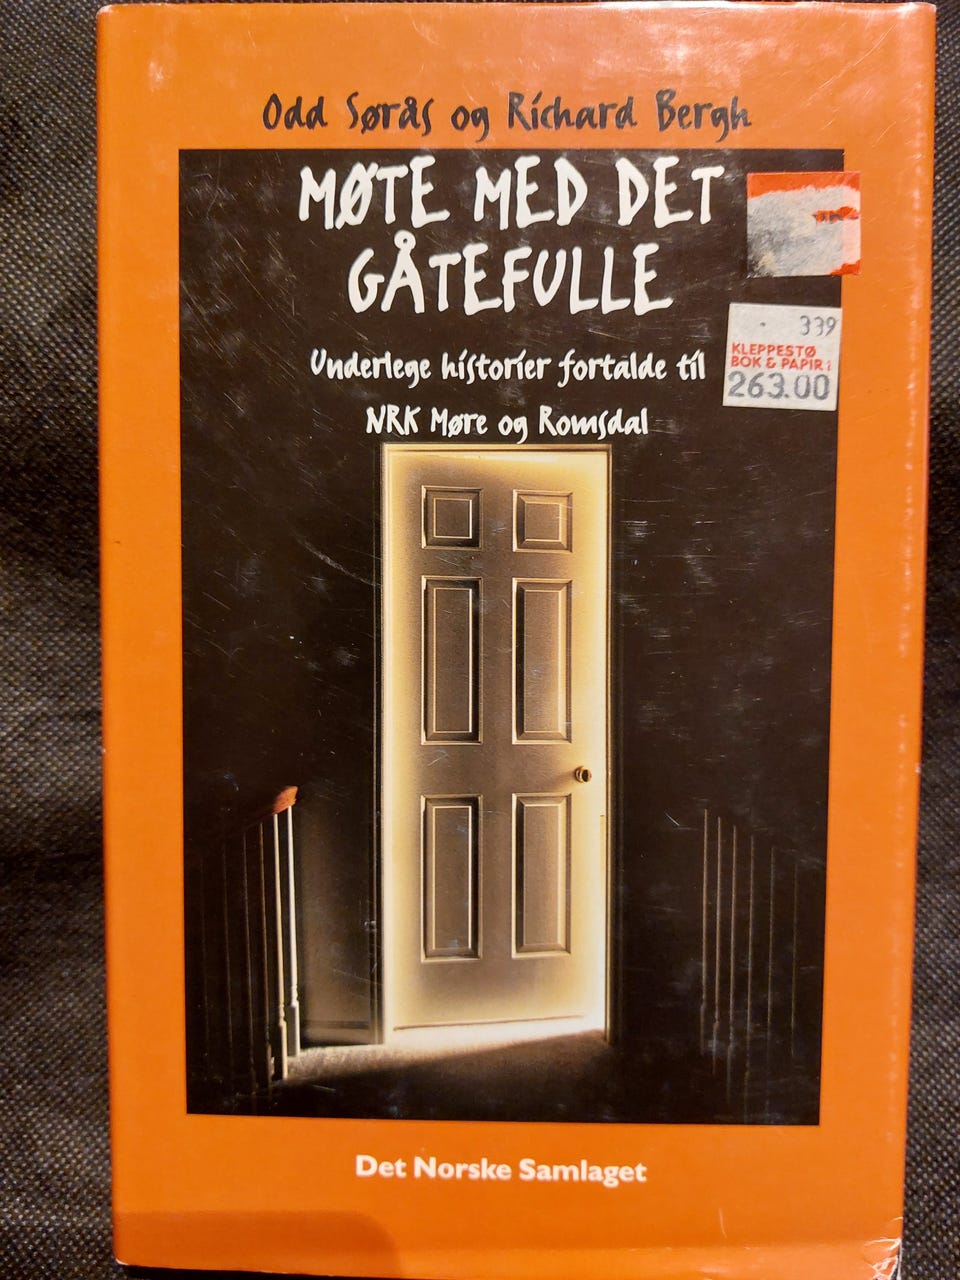 Odd Sørås og Richard Bergh
MØTE MED DET
GÅTEFULLE
Underlege historier fortalde til
NRK Møre og Romsdal
339
KLEPPESTØ
BOK & PAPIR
263.00
Det Norske Samlaget